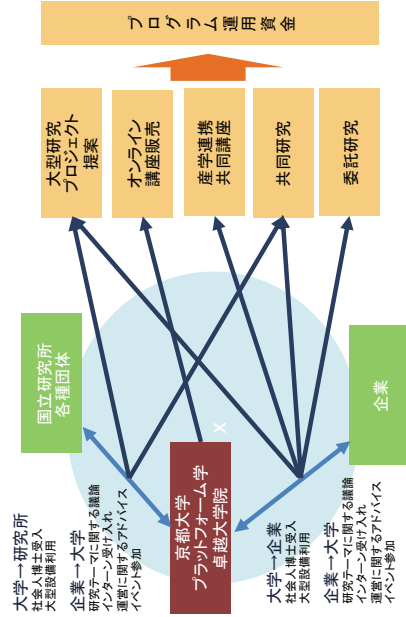 プログラム運用資金
大型研究
プロジェクト
提案
オンライン
講座販売
産学連携
共同講座
共同研究
委託研究
国立研究所
各種団体
x
企業
京都大学
プラットフォーム学
卓越大学院
大学→研究所
社会人博士受入
大型設備利用
企業→大学
研究テーマに関する議論
インターン受け入れ
運営に関するアドバイス
イベント参加
大学→企業
社会人博士受入
大型設備利用
企業→大学
研究テーマに関する議論
インターン受け入れ
運営に関するアドバイス
イベント参加